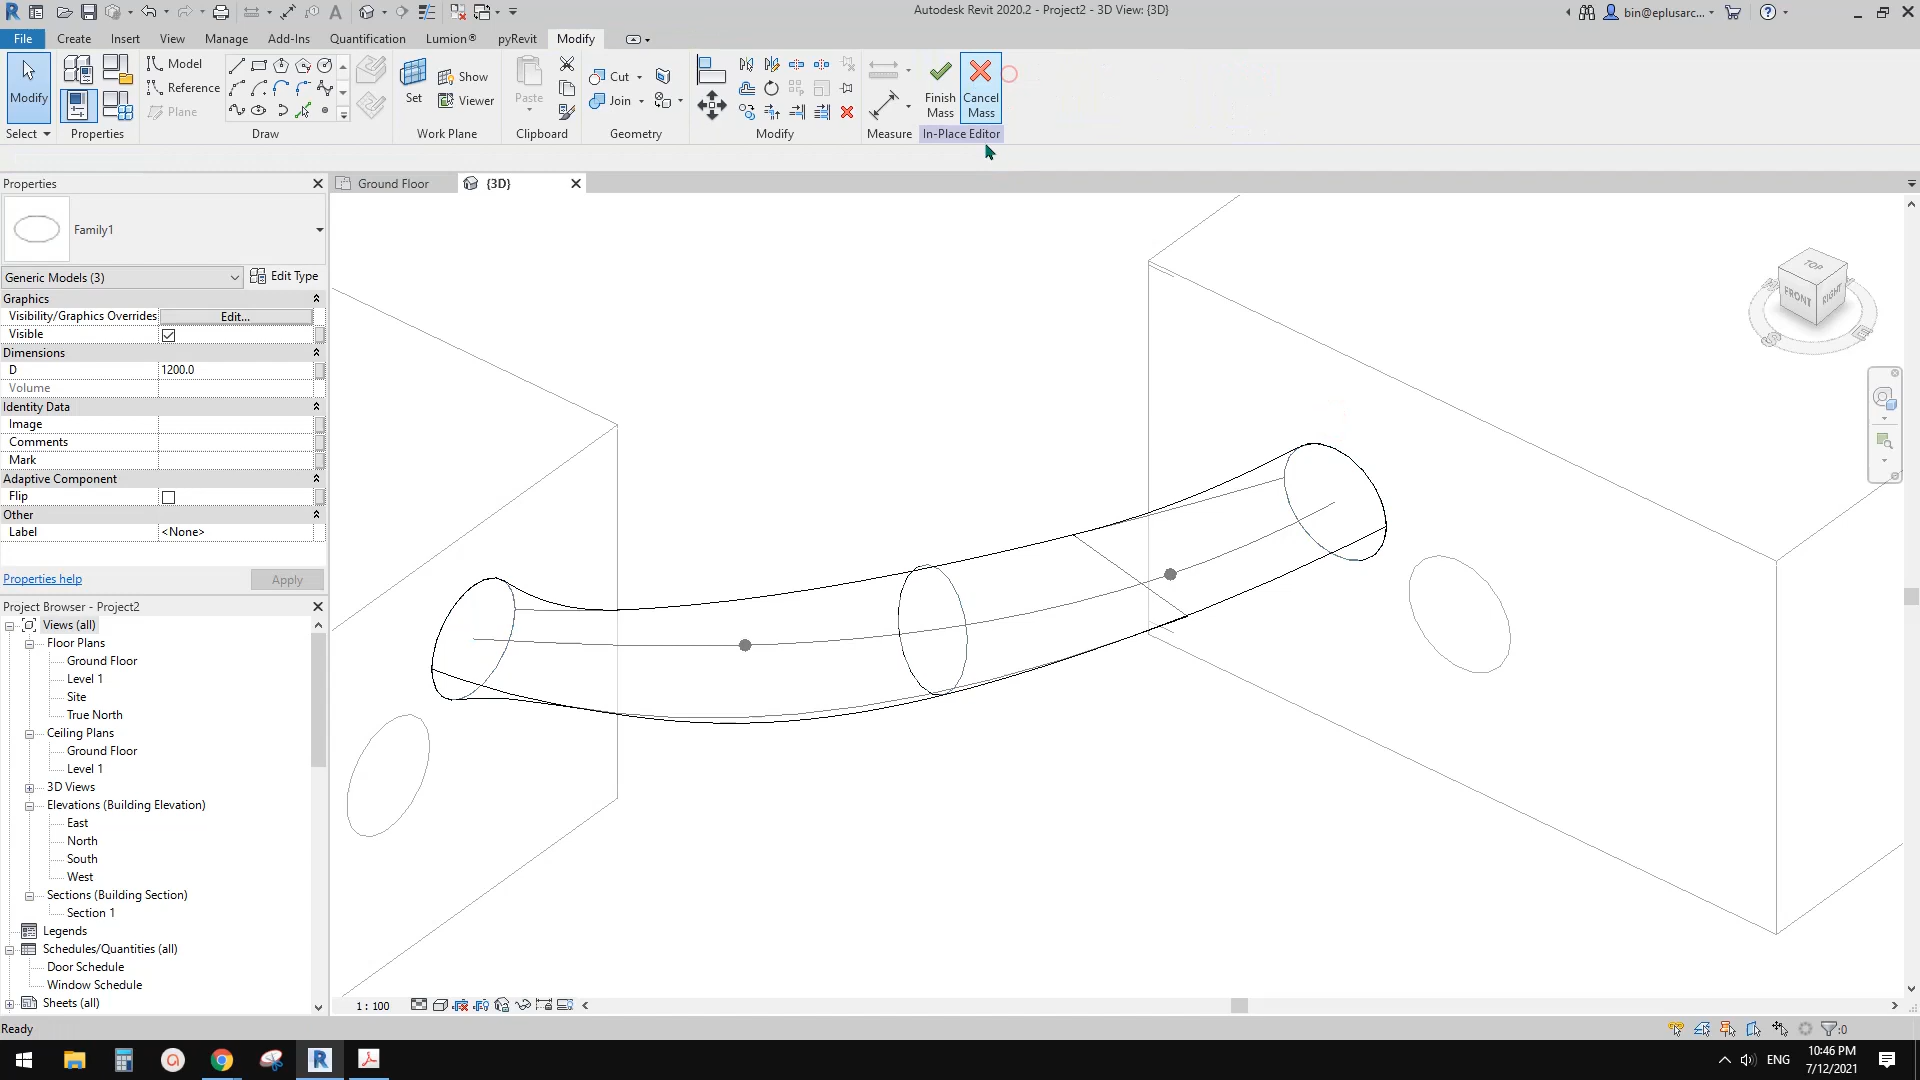 Autodesk Revit 2020.2 - Project2 - 3D View: {3D}
bin@eplusarc...
File Create Insert View Manage Add-Ins Quantification Lumion® pyRevit Modify
Modify
Select
Properties
Model
Reference
Plane
Draw
Set
Show
Viewer
Work Plane
Paste
Clipboard
Cut
Join
Geometry
Modify
Measure
Finish Mass
Cancel Mass
In-Place Editor
Properties
Family1
Generic Models (3)
Edit Type
Graphics
Visibility/Graphics Overrides Edit...
Visible
Dimensions
D 1200.0
Volume
Identity Data
Image
Comments
Mark
Adaptive Component
Flip
Other
Label <None>
Properties help
Apply
Project Browser - Project2
Views (all)
Floor Plans
Ground Floor
Level 1
Site
True North
Ceiling Plans
Ground Floor
Level 1
3D Views
Elevations (Building Elevation)
East
North
South
West
Sections (Building Section)
Section 1
Legends
Schedules/Quantities (all)
Door Schedule
Window Schedule
Sheets (all)
Ground Floor
{3D}
TOP
FRONT
RIGHT
S
E
1 : 100
Ready
:0
ENG
10:46 PM
7/12/2021